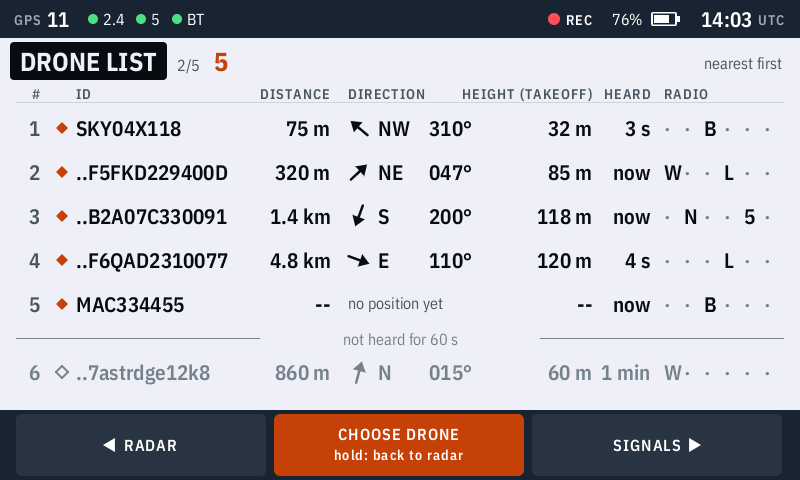 GPS 11 2.4 5 BT REC 76% 14:03 UTC
DRONE LIST 2/5 5 nearest first
# ID DISTANCE DIRECTION HEIGHT (TAKEOFF) HEARD RADIO
1 SKY04X118 75 m NW 310° 32 m 3 s · · B · · ·
2 ..F5FKD229400D 320 m NE 047° 85 m now W · · L · ·
3 ..B2A07C330091 1.4 km S 200° 118 m now · N · · 5 ·
4 ..F6QAD2310077 4.8 km E 110° 120 m 4 s · · · L · ·
5 MAC334455 -- no position yet -- now · · B · · ·
not heard for 60 s
6 ..7astrdge12k8 860 m N 015° 60 m 1 min W · · · · ·
◀ RADAR CHOOSE DRONE SIGNALS ▶
hold: back to radar